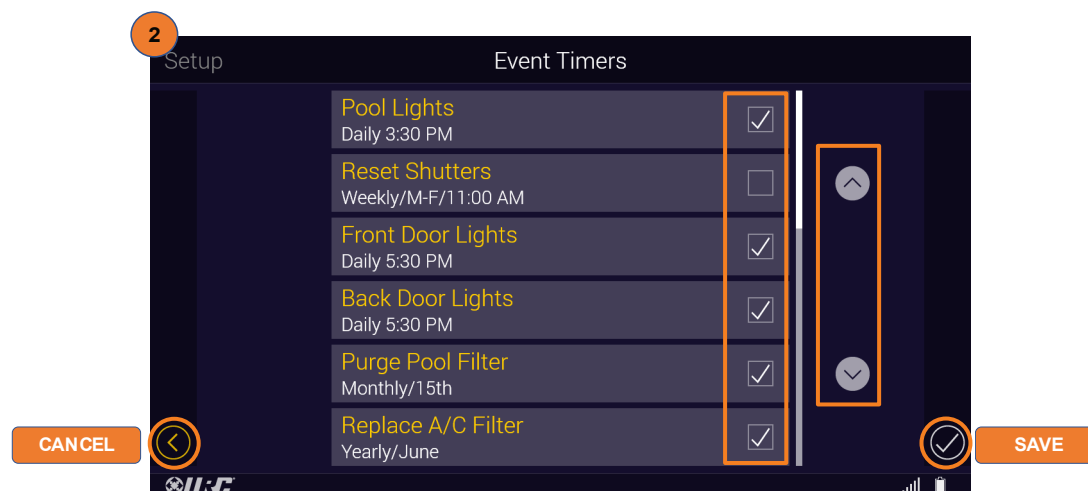 2
Setup
Event Timers
Pool Lights
Daily 3:30 PM
Reset Shutters
Weekly/M-F/11:00 AM
Front Door Lights
Daily 5:30 PM
Back Door Lights
Daily 5:30 PM
Purge Pool Filter
Monthly/15th
Replace A/C Filter
Yearly/June
CANCEL
SAVE
URC